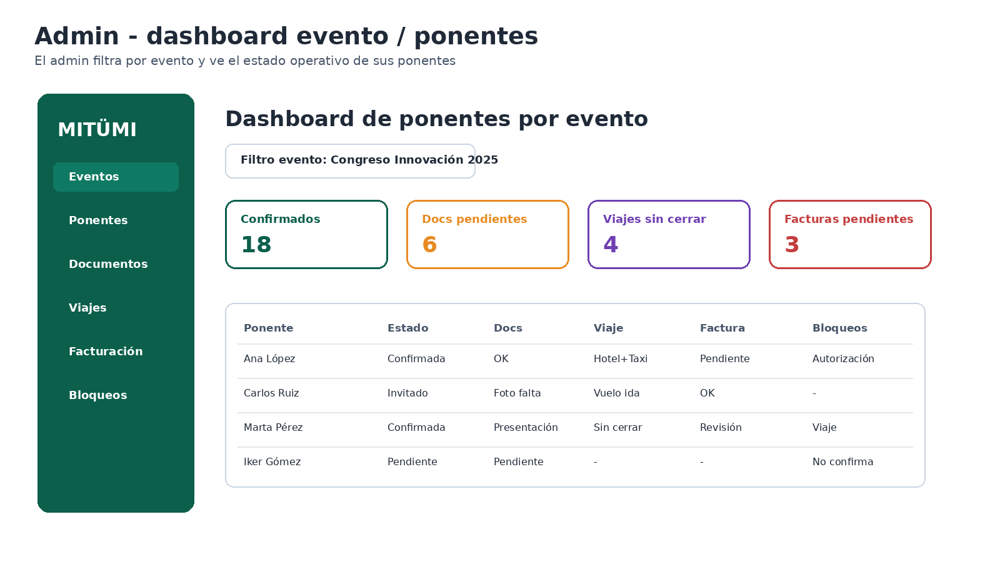 Admin - dashboard evento / ponentes
El admin filtra por evento y ve el estado operativo de sus ponentes
MITÜMI
Eventos
Ponentes
Documentos
Viajes
Facturación
Bloqueos
Dashboard de ponentes por evento
Filtro evento: Congreso Innovación 2025
Confirmados
18
Docs pendientes
6
Viajes sin cerrar
4
Facturas pendientes
3
Ponente Estado Docs Viaje Factura Bloqueos
Ana López Confirmada OK Hotel+Taxi Pendiente Autorización
Carlos Ruiz Invitado Foto falta Vuelo ida OK -
Marta Pérez Confirmada Presentación Sin cerrar Revisión Viaje
Iker Gómez Pendiente Pendiente - - No confirma